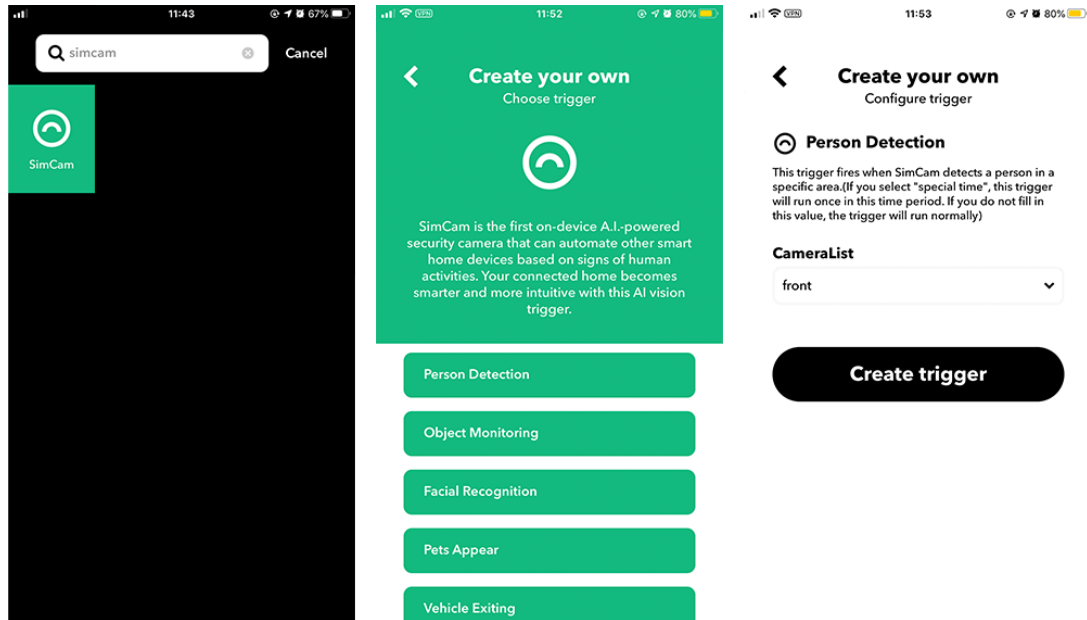 11:43
67%
simcam
Cancel
SimCam
VPN
11:52
80%
Create your own
Choose trigger
SimCam is the first on-device A.I.-powered
security camera that can automate other smart
home devices based on signs of human
activities. Your connected home becomes
smarter and more intuitive with this AI vision
trigger.
Person Detection
Object Monitoring
Facial Recognition
Pets Appear
Vehicle Exiting
VPN
11:53
80%
Create your own
Configure trigger
Person Detection
This trigger fires when SimCam detects a person in a
specific area.(If you select "special time", this trigger
will run once in this time period. If you do not fill in
this value, the trigger will run normally)
CameraList
front
Create trigger